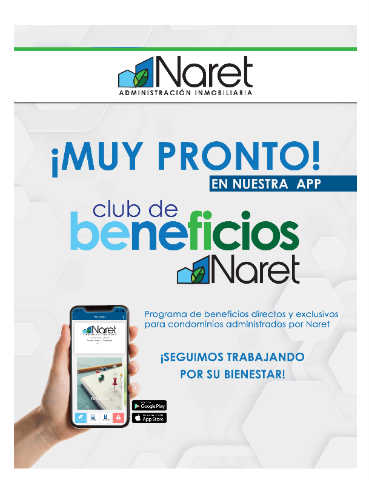 Naret
ADMINISTRACIÓN INMOBILIARIA
¡MUY PRONTO!
EN NUESTRA APP
club de
beneficios
Naret
Programa de beneficios directos y exclusivos
para condominios administrados por Naret
¡SEGUIMOS TRABAJANDO
POR SU BIENESTAR!
Naret
Google Play
App Store